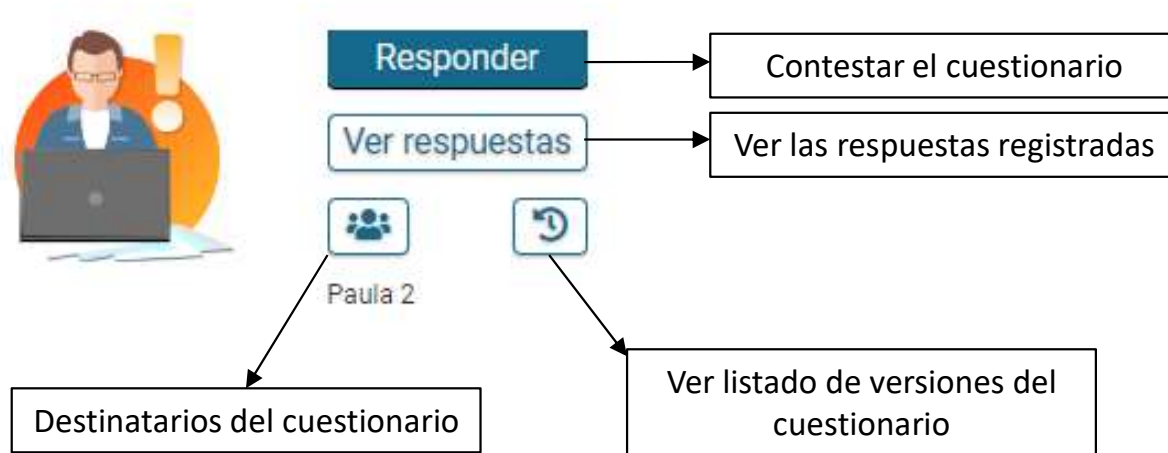 Responder
Contestar el cuestionario
Ver respuestas
Ver las respuestas registradas
Paula 2
Destinatarios del cuestionario
Ver listado de versiones del
cuestionario